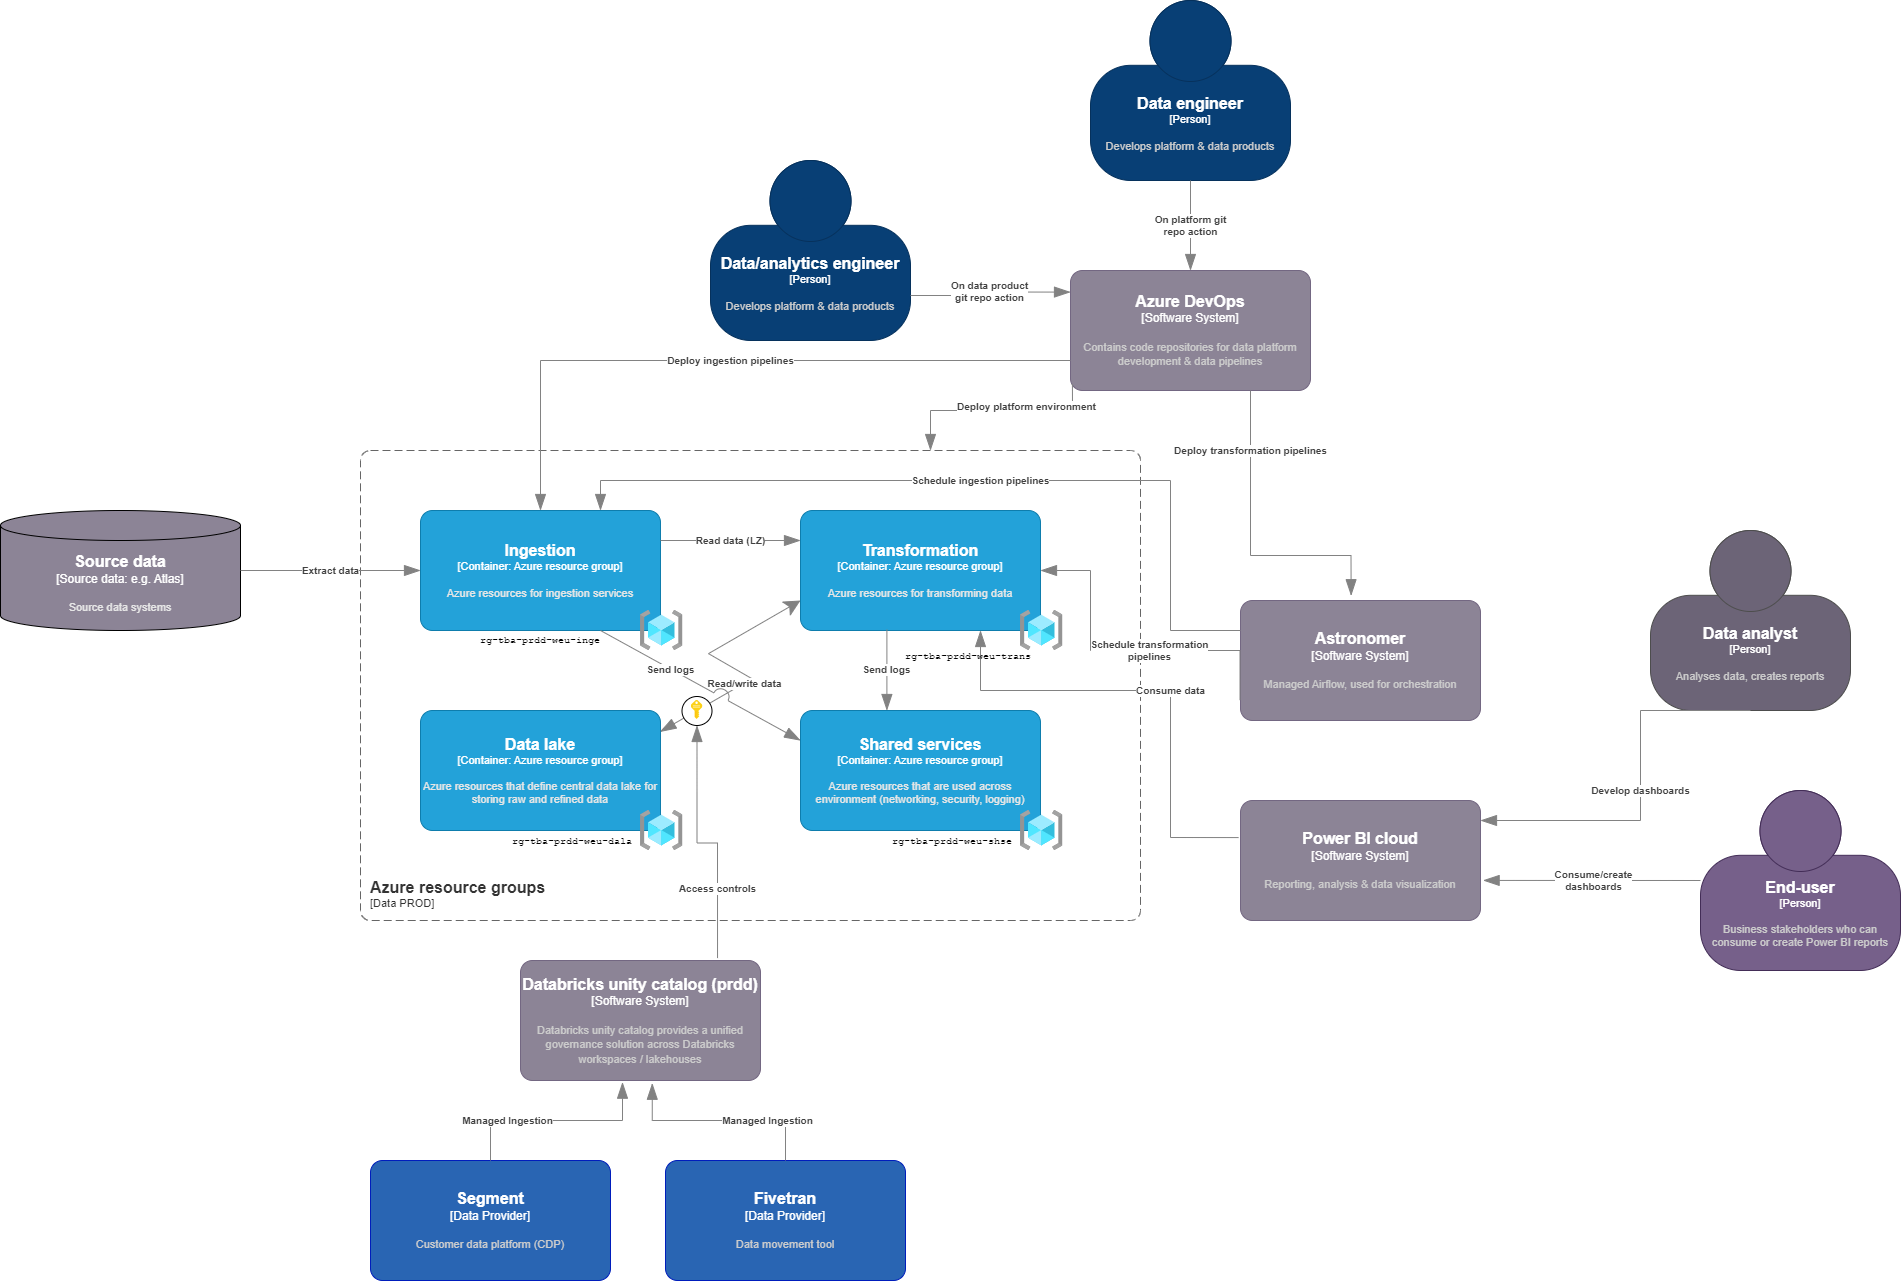 Data engineer
[Person]
Develops platform & data products
On platform git
repo action
Data/analytics engineer
[Person]
Develops platform & data products
On data product
git repo action
Azure DevOps
[Software System]
Contains code repositories for data platform
development & data pipelines
Deploy ingestion pipelines
Deploy platform environment
Deploy transformation pipelines
Schedule ingestion pipelines
Source data
[Source data: e.g. Atlas]
Source data systems
Extract data
Ingestion
[Container: Azure resource group]
Azure resources for ingestion services
rg-tba-prdd-weu-inge
Read data (LZ)
Transformation
[Container: Azure resource group]
Azure resources for transforming data
rg-tba-prdd-weu-trans
Schedule transformation
pipelines
Astronomer
[Software System]
Managed Airflow, used for orchestration
Data analyst
[Person]
Analyses data, creates reports
Send logs
Read/write data
Send logs
Consume data
Data lake
[Container: Azure resource group]
Azure resources that define central data lake for
storing raw and refined data
rg-tba-prdd-weu-dala
Shared services
[Container: Azure resource group]
Azure resources that are used across
environment (networking, security, logging)
rg-tba-prdd-weu-shse
Develop dashboards
Power BI cloud
[Software System]
Reporting, analysis & data visualization
Consume/create
dashboards
End-user
[Person]
Business stakeholders who can
consume or create Power BI reports
Azure resource groups
[Data PROD]
Access controls
Databricks unity catalog (prdd)
[Software System]
Databricks unity catalog provides a unified
governance solution across Databricks
workspaces / lakehouses
Managed Ingestion
Managed Ingestion
Segment
[Data Provider]
Customer data platform (CDP)
Fivetran
[Data Provider]
Data movement tool